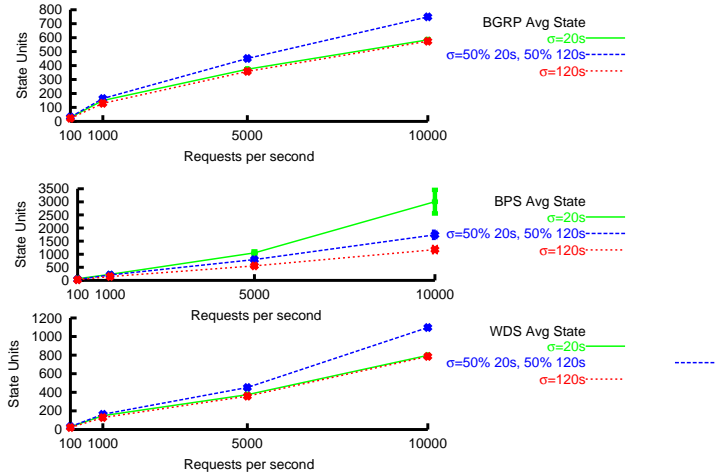 800
700
600
500
400
300
200
100
0
State Units
100 1000 5000 10000
Requests per second
BGRP Avg State
σ=20s
σ=50% 20s, 50% 120s
σ=120s
3500
3000
2500
2000
1500
1000
500
0
State Units
100 1000 5000 10000
Requests per second
BPS Avg State
σ=20s
σ=50% 20s, 50% 120s
σ=120s
1200
1000
800
600
400
200
0
State Units
100 1000 5000 10000
Requests per second
WDS Avg State
σ=20s
σ=50% 20s, 50% 120s
σ=120s